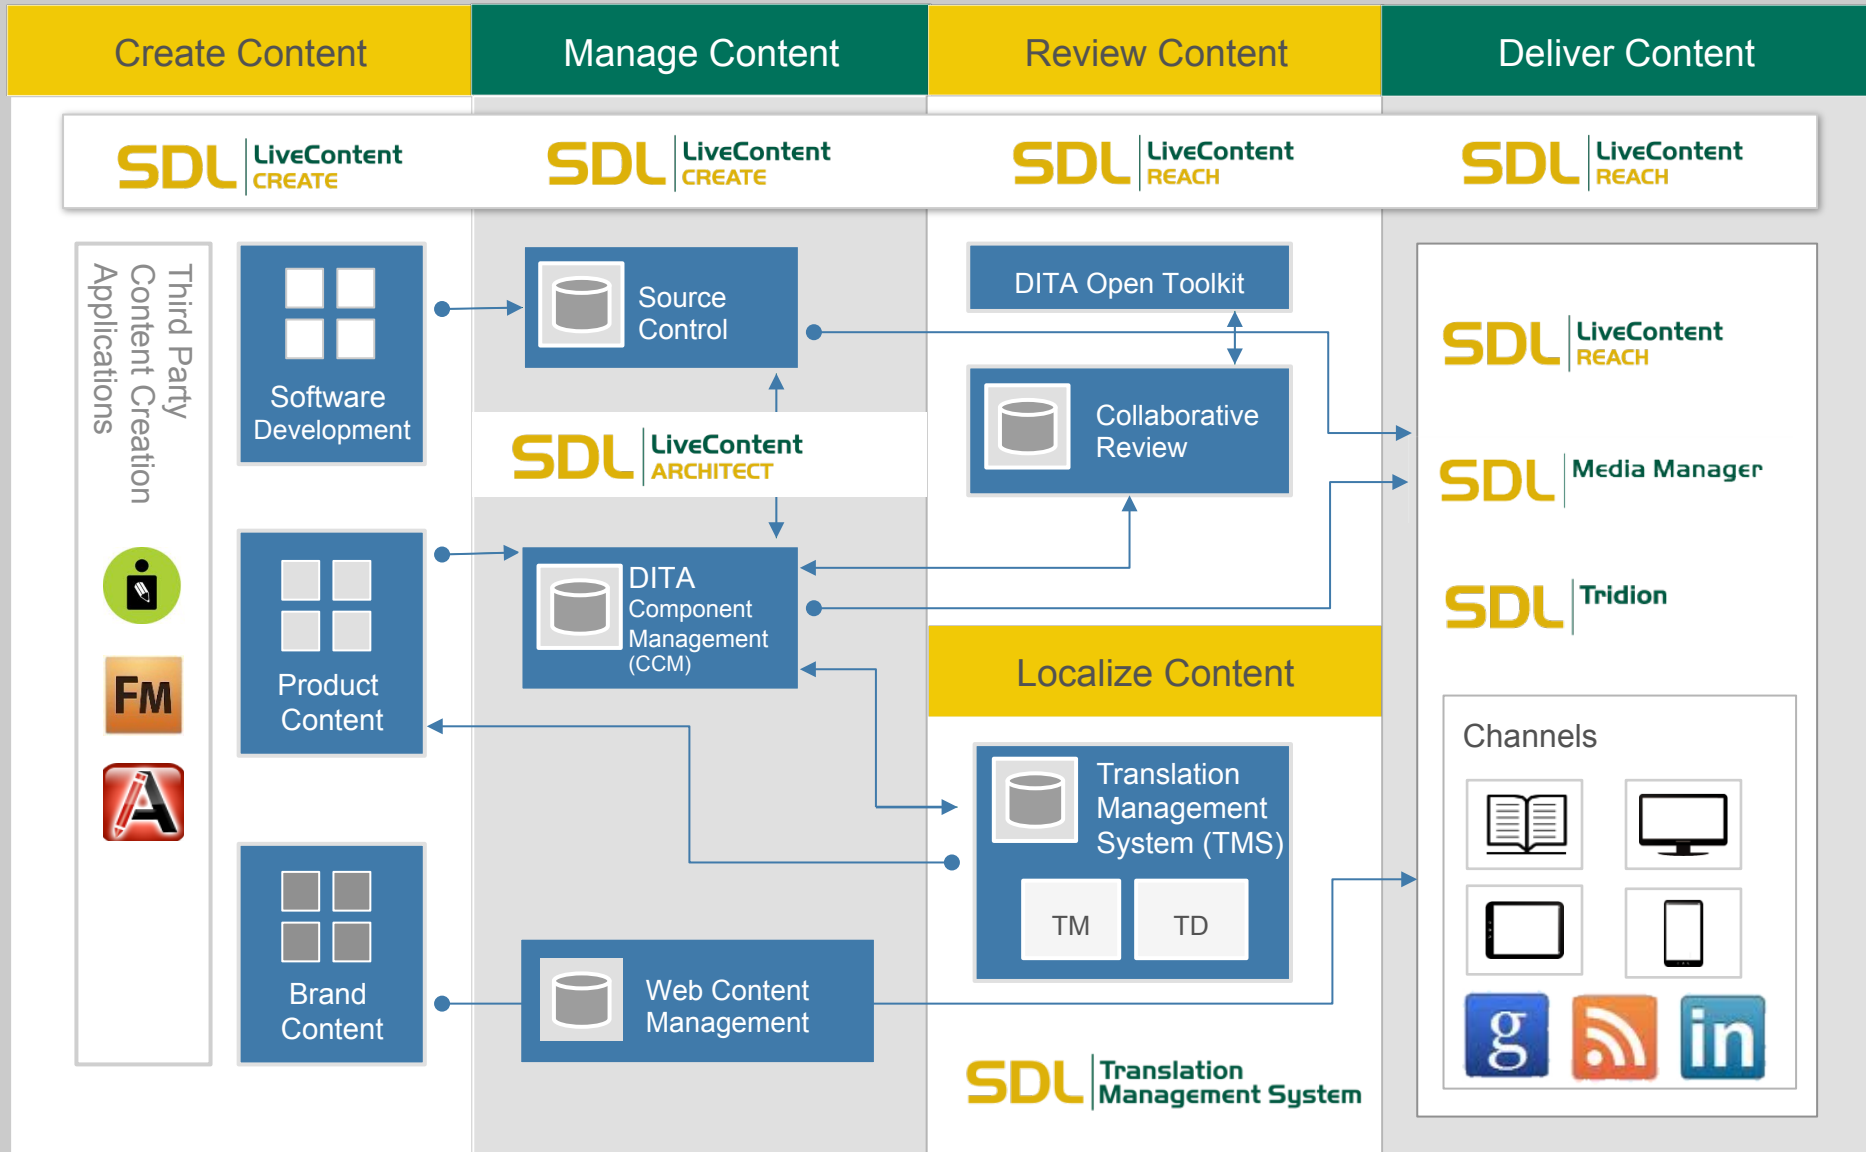 Create Content
Manage Content
Review Content
Deliver Content
SDL
LiveContent
CREATE
SDL
LiveContent
CREATE
SDL
LiveContent
REACH
SDL
LiveContent
REACH
Third Party
Content Creation
Applications
FM
A
Software
Development
Product
Content
Brand
Content
Source
Control
SDL
LiveContent
ARCHITECT
DITA
Component
Management
(CCM)
Web Content
Management
DITA Open Toolkit
Collaborative
Review
Localize Content
Translation
Management
System (TMS)
TM
TD
SDL
Translation
Management System
SDL
LiveContent
REACH
SDL
Media Manager
SDL
Tridion
Channels
g
in